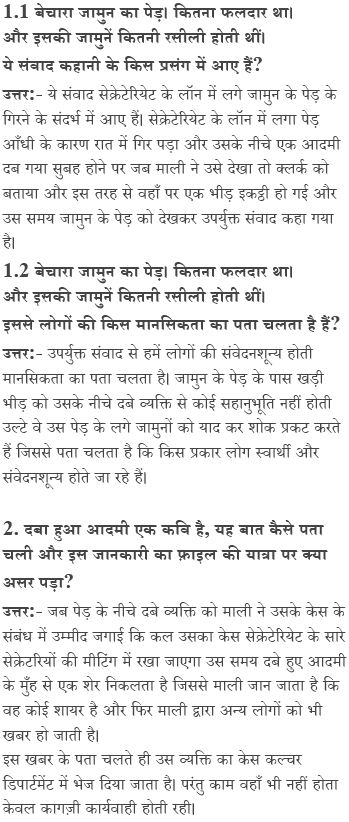 1.1 बेचारा जामुन का पेड़। कितना फलदार था।
और इसकी जामुनें कितनी रसीली होती थीं।
ये संवाद कहानी के किस प्रसंग में आए हैं?
उत्तर:- ये संवाद सेक्रेटेरियेट के लॉन में लगे जामुन के पेड़ के
गिरने के संदर्भ में आए हैं। सेक्रेटेरियेट के लॉन में लगा पेड़
आँधी के कारण रात में गिर पड़ा और उसके नीचे एक आदमी
दब गया सुबह होने पर जब माली ने उसे देखा तो क्लर्क को
बताया और इस तरह से वहाँ पर एक भीड़ इकट्ठी हो गई और
उस समय जामुन के पेड़ को देखकर उपर्युक्त संवाद कहा गया
है।
1.2 बेचारा जामुन का पेड़। कितना फलदार था।
और इसकी जामुनें कितनी रसीली होती थीं।
इससे लोगों की किस मानसिकता का पता चलता है हैं?
उत्तर:- उपर्युक्त संवाद से हमें लोगों की संवेदनशून्य होती
मानसिकता का पता चलता है। जामुन के पेड़ के पास खड़ी
भीड़ को उसके नीचे दबे व्यक्ति से कोई सहानुभूति नहीं होती
उल्टे वे उस पेड़ के लगे जामुनों को याद कर शोक प्रकट करते
हैं जिससे पता चलता है कि किस प्रकार लोग स्वार्थी और
संवेदनशून्य होते जा रहे हैं।
2. दबा हुआ आदमी एक कवि है, यह बात कैसे पता
चली और इस जानकारी का फ़ाइल की यात्रा पर क्या
असर पड़ा?
उत्तर:- जब पेड़ के नीचे दबे व्यक्ति को माली ने उसके केस के
संबंध में उम्मीद जगाई कि कल उसका केस सेक्रेटेरियेट के सारे
सेक्रेटरियों की मीटिंग में रखा जाएगा उस समय दबे हुए आदमी
के मुँह से एक शेर निकलता है जिससे माली जान जाता है कि
वह कोई शायर है और फिर माली द्वारा अन्य लोगों को भी
खबर हो जाती है।
इस खबर के पता चलते ही उस व्यक्ति का केस कल्चर
डिपार्टमेंट में भेज दिया जाता है। परंतु काम वहाँ भी नहीं होता
केवल कागज़ी कार्यवाही होती रही।